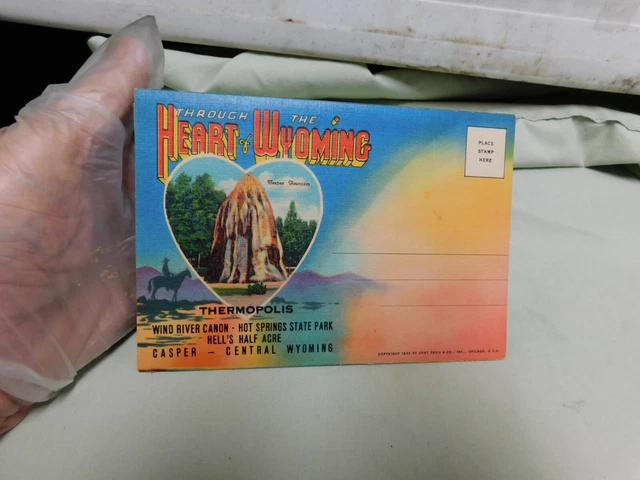 THROUGH THE
HEART of WYOMING
PLACE
STAMP
HERE
THERMOPOLIS
WIND RIVER CANON - HOT SPRINGS STATE PARK
HELL'S HALF ACRE
CASPER - CENTRAL WYOMING